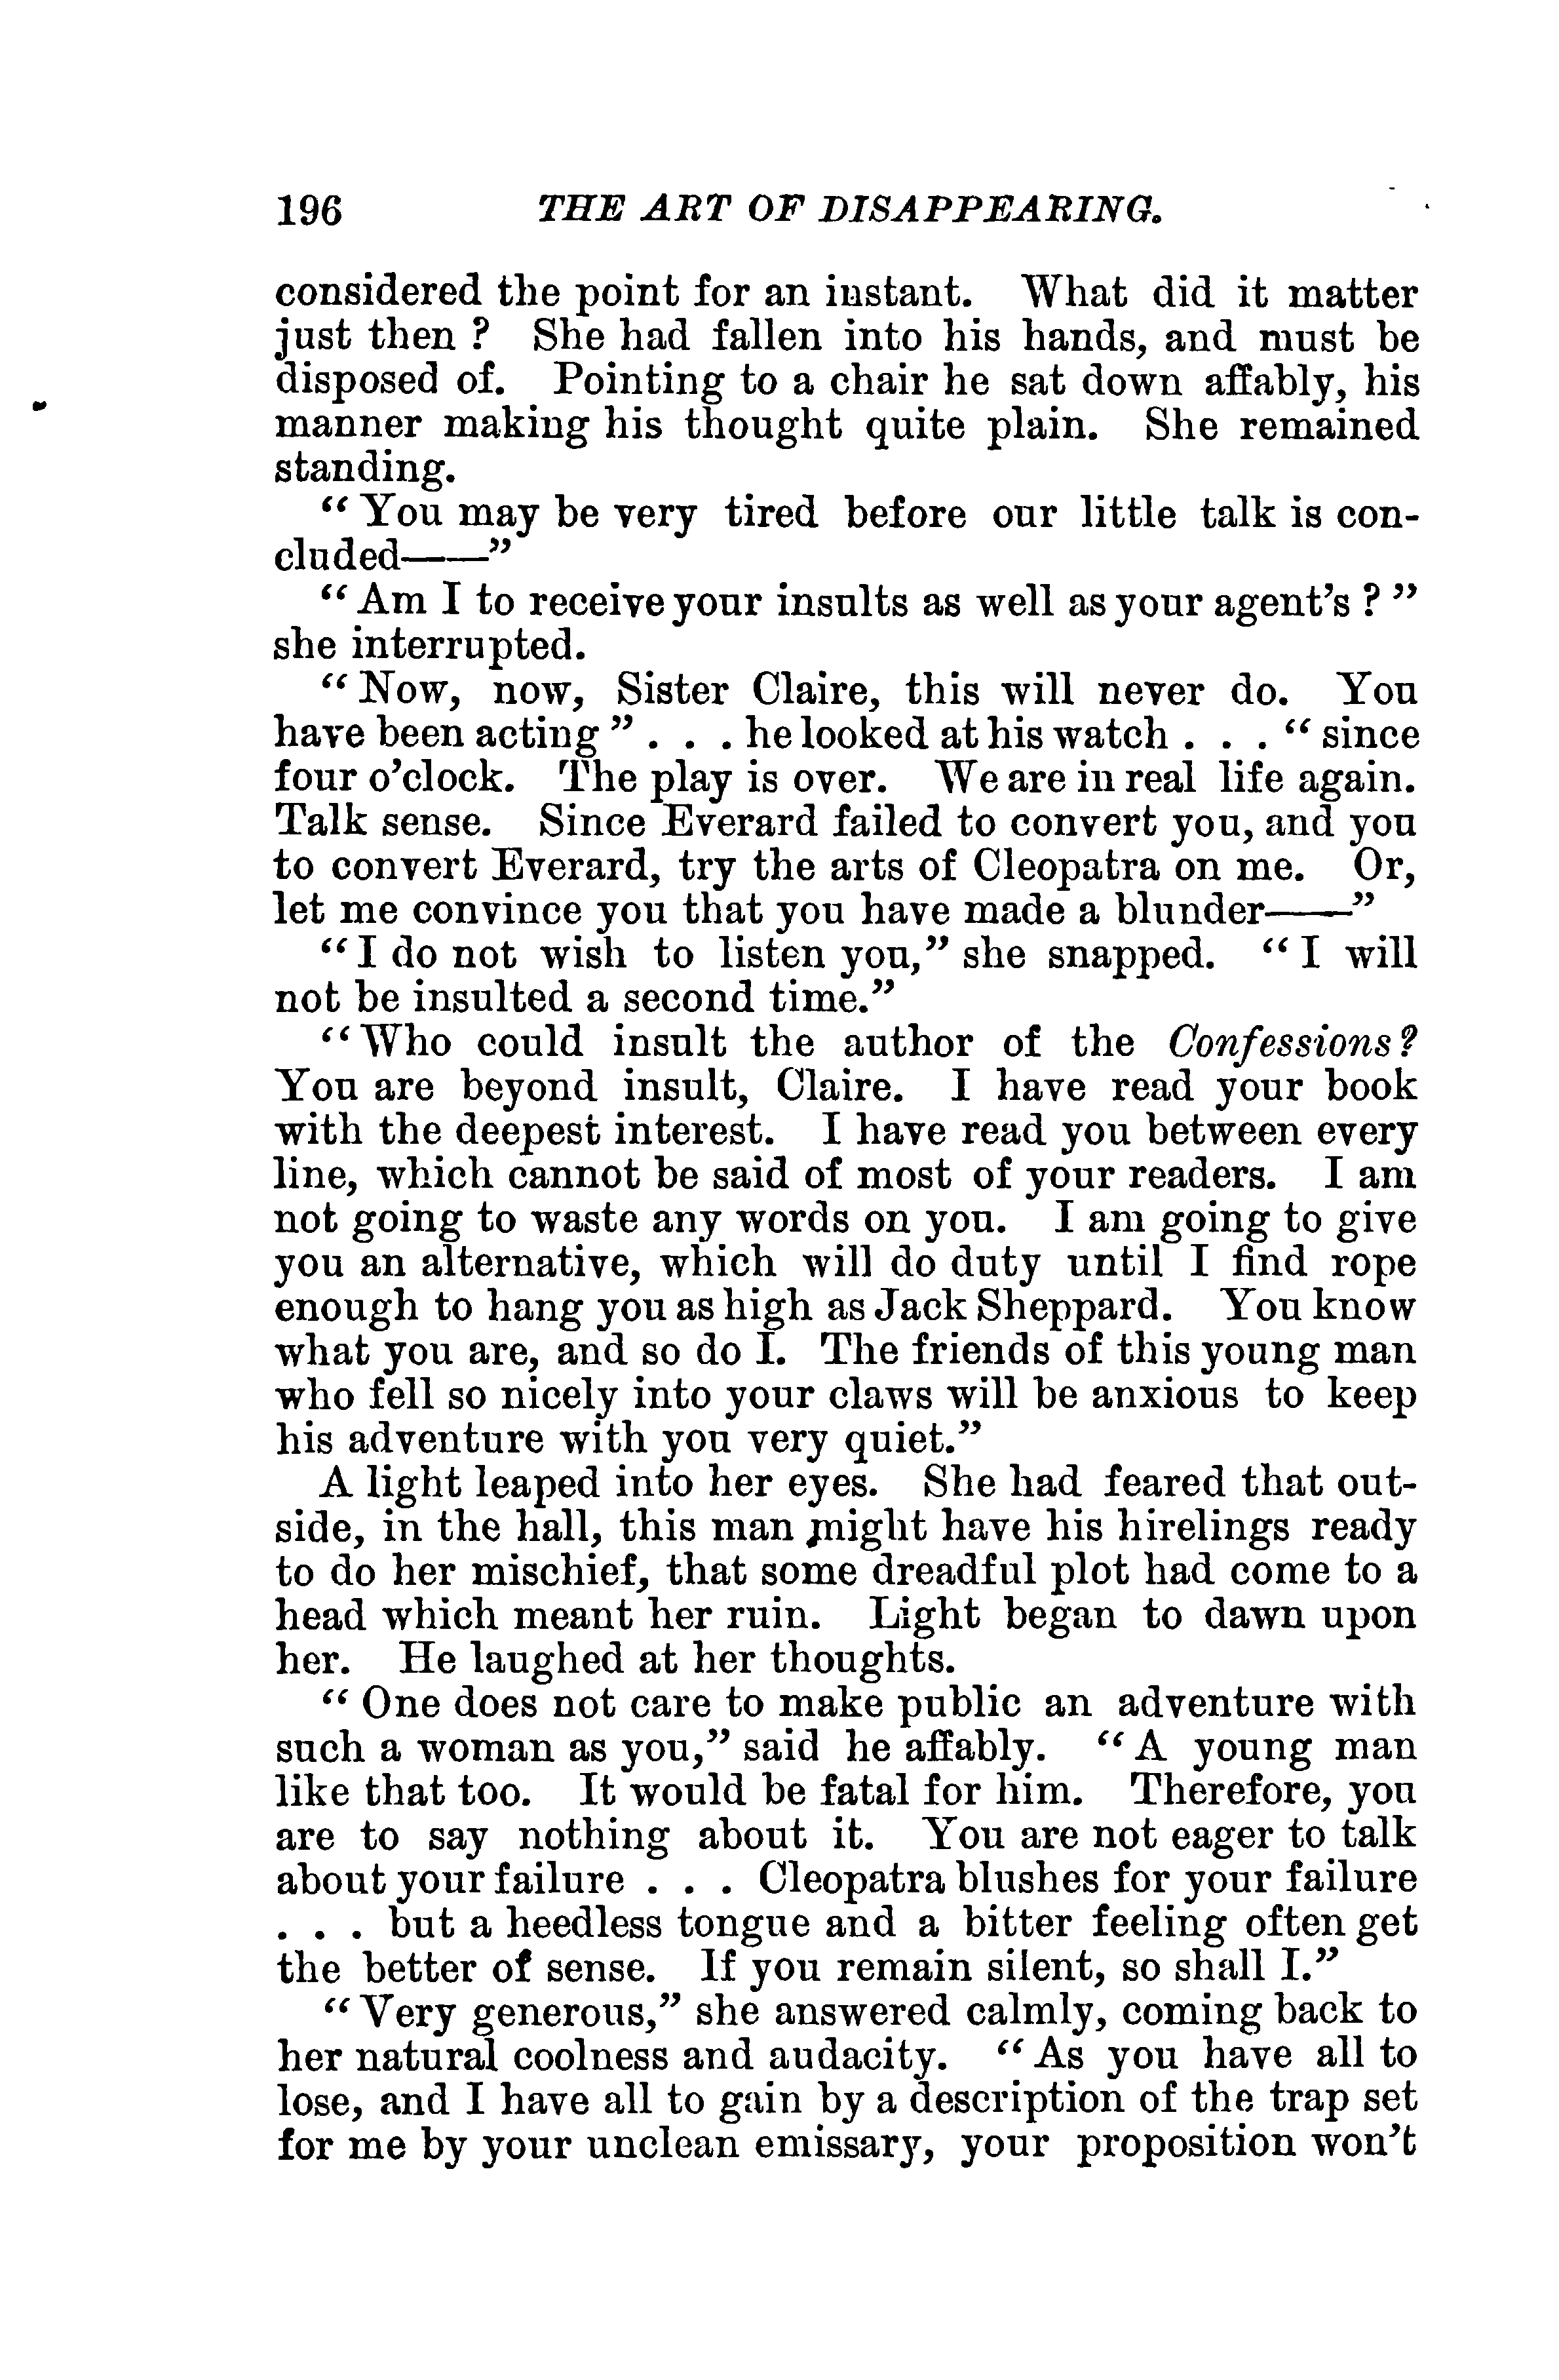 196 THE ART OF DISAPPEARING.
considered the point for an instant. What did it matter
just then ? She had fallen into his hands, and must be
disposed of. Pointing to a chair he sat down affably, his
manner making his thought quite plain. She remained
standing.
“ You may be very tired before our little talk is con-
cluded——”
“ Am I to receive your insults as well as your agent’s ? ”
she interrupted.
“ Now, now, Sister Claire, this will never do. You
have been acting ” . . . he looked at his watch . . . “ since
four o’clock. The play is over. We are in real life again.
Talk sense. Since Everard failed to convert you, and you
to convert Everard, try the arts of Cleopatra on me. Or,
let me convince you that you have made a blunder——”
“ I do not wish to listen you,” she snapped. “ I will
not be insulted a second time.”
“ Who could insult the author of the Confessions?
You are beyond insult, Claire. I have read your book
with the deepest interest. I have read you between every
line, which cannot be said of most of your readers. I am
not going to waste any words on you. I am going to give
you an alternative, which will do duty until I find rope
enough to hang you as high as Jack Sheppard. You know
what you are, and so do I. The friends of this young man
who fell so nicely into your claws will be anxious to keep
his adventure with you very quiet.”
A light leaped into her eyes. She had feared that out-
side, in the hall, this man might have his hirelings ready
to do her mischief, that some dreadful plot had come to a
head which meant her ruin. Light began to dawn upon
her. He laughed at her thoughts.
“ One does not care to make public an adventure with
such a woman as you,” said he affably. “ A young man
like that too. It would be fatal for him. Therefore, you
are to say nothing about it. You are not eager to talk
about your failure . . . Cleopatra blushes for your failure
. . . but a heedless tongue and a bitter feeling often get
the better of sense. If you remain silent, so shall I.”
“ Very generous,” she answered calmly, coming back to
her natural coolness and audacity. “ As you have all to
lose, and I have all to gain by a description of the trap set
for me by your unclean emissary, your proposition won’t